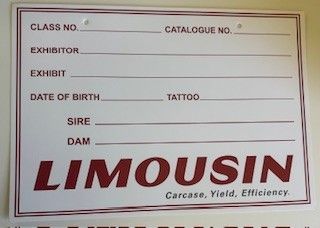 CLASS NO. CATALOGUE NO.
EXHIBITOR
EXHIBIT
DATE OF BIRTH TATTOO
SIRE
DAM
LIMOUSIN
Carcase, Yield, Efficiency.